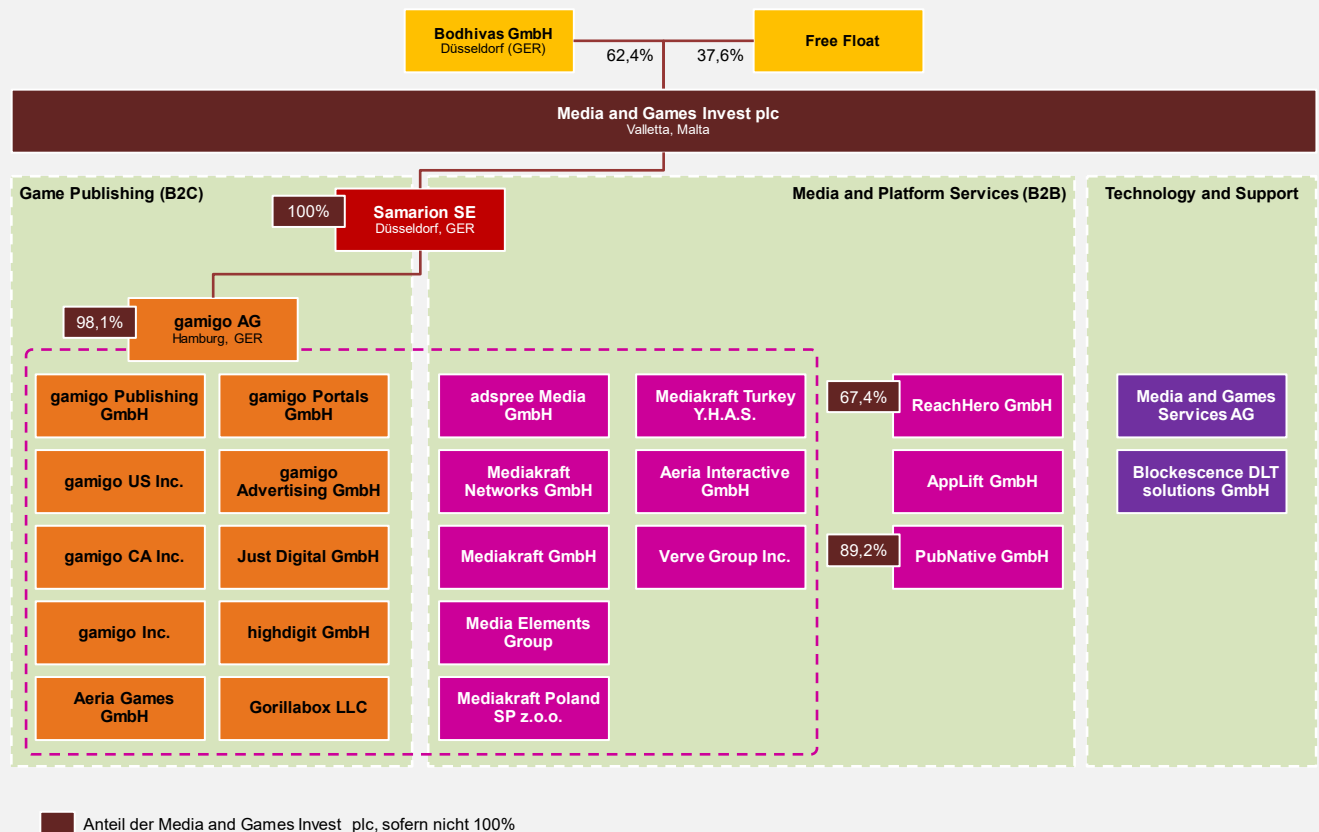 Bodhivas GmbH
Düsseldorf (GER)
62,4%
37,6%
Free Float
Media and Games Invest plc
Valletta, Malta
Game Publishing (B2C)
Media and Platform Services (B2B)
Technology and Support
100%
Samarion SE
Düsseldorf, GER
98,1%
gamigo AG
Hamburg, GER
gamigo Publishing
GmbH
gamigo Portals
GmbH
adspree Media
GmbH
Mediakraft Turkey
Y.H.A.S.
67,4%
ReachHero GmbH
Media and Games
Services AG
gamigo US Inc.
gamigo
Advertising GmbH
Mediakraft
Networks GmbH
Aeria Interactive
GmbH
AppLift GmbH
Blockescence DLT
solutions GmbH
gamigo CA Inc.
Just Digital GmbH
Mediakraft GmbH
Verve Group Inc.
89,2%
PubNative GmbH
gamigo Inc.
highdigit GmbH
Media Elements
Group
Aeria Games
GmbH
Gorillabox LLC
Mediakraft Poland
SP z.o.o.
Anteil der Media and Games Invest plc, sofern nicht 100%